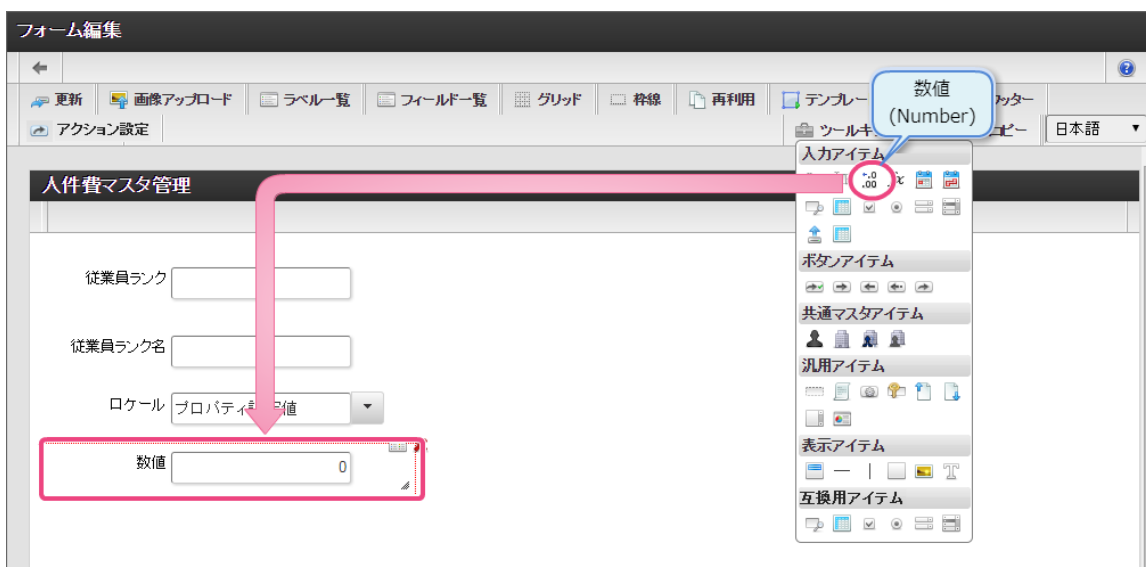 フォーム編集
更新 画像アップロード ラベル一覧 フィールド一覧 グリッド 枠線 再利用 テンプレー ッター
アクション設定 ツールキ コピー 日本語
数値
(Number)
入力アイテム
人件費マスタ管理
従業員ランク
ボタンアイテム
共通マスタアイテム
従業員ランク名
汎用アイテム
ロケール プロパティ 値
表示アイテム
数値 0
互換用アイテム